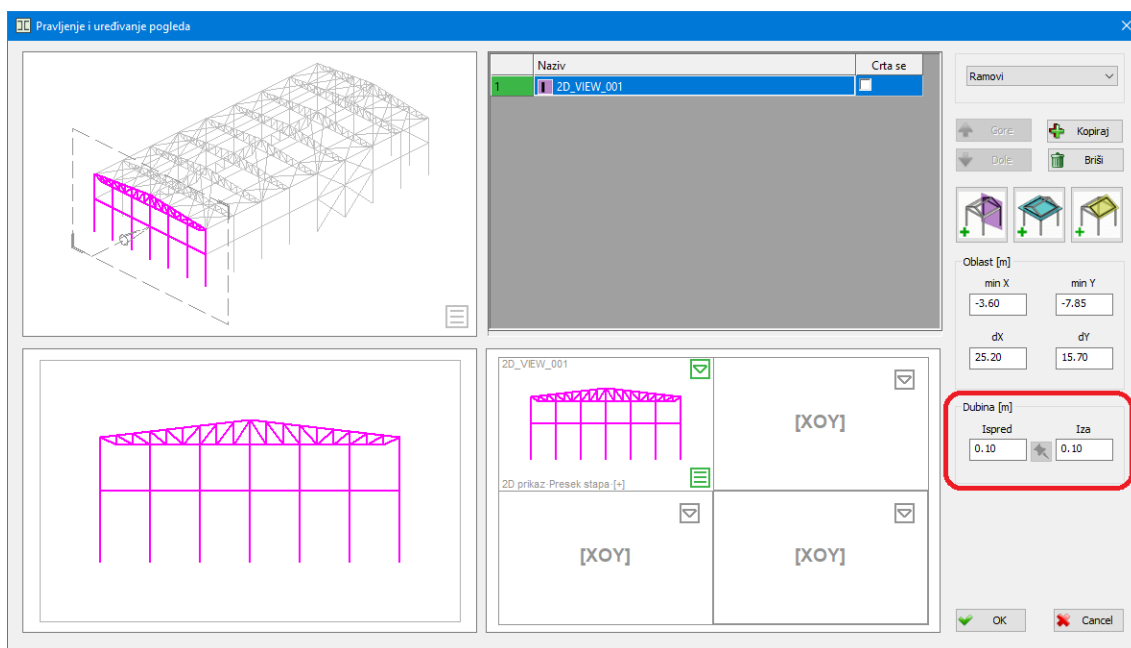 Pravljenje i uređivanje pogleda
Naziv Crta se
1 2D_VIEW_001
Ramovi
Gore Kopiraj
Dole Briši
Oblast [m]
min X min Y
-3.60 -7.85
dX dY
25.20 15.70
Dubina [m]
Ispred Iza
0.10 0.10
2D_VIEW_001
[XOY]
2D prikaz-Presek stapa-[+]
[XOY] [XOY]
OK Cancel